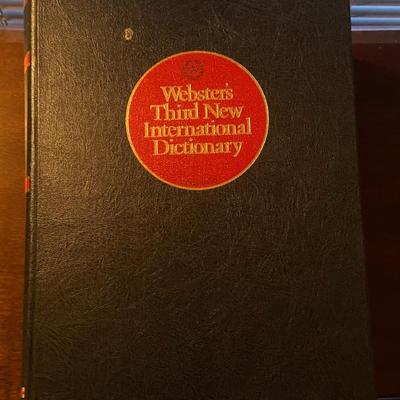 Webster's
Third New
International
Dictionary